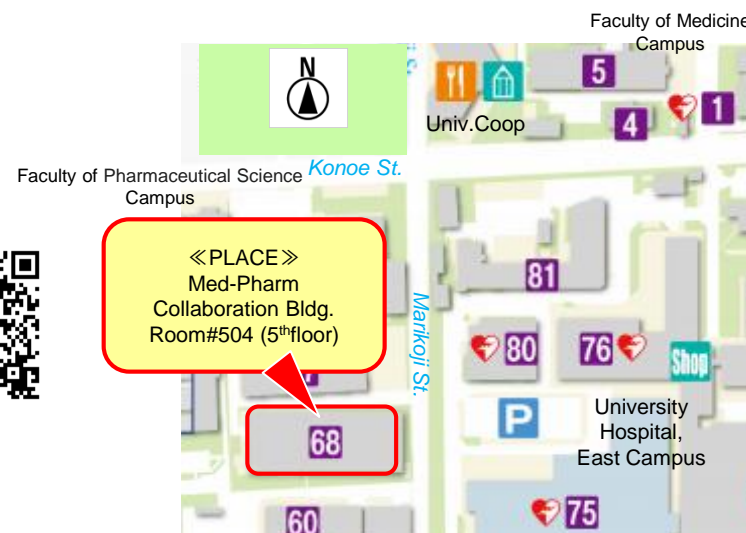 Faculty of Medicine
Campus
N
5
4
1
Univ.Coop
Konoe St.
Faculty of Pharmaceutical Science
Campus
≪PLACE≫
Med-Pharm
Collaboration Bldg.
Room#504 (5thfloor)
81
Marikoji St.
80
76
Shop
P
University
Hospital,
East Campus
68
75
60